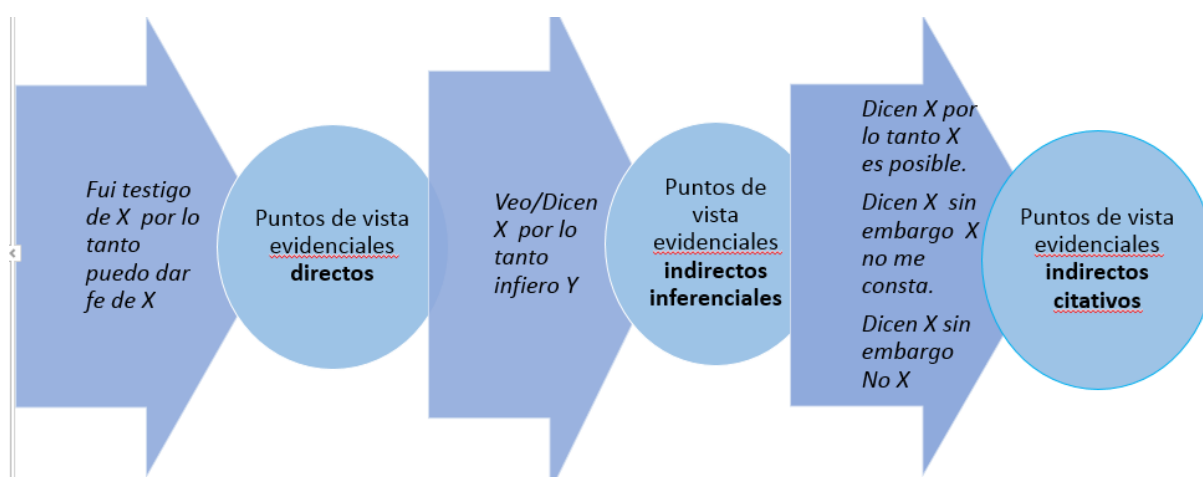 Fui testigo
de X por lo
tanto
puedo dar
fe de X
Puntos de vista
evidenciales
directos
Veo/Dicen
X por lo
tanto
infiero Y
Puntos de
vista
evidenciales
indirectos
inferenciales
Dicen X por
lo tanto X
es posible.
Dicen X sin
embargo X
no me
consta.
Dicen X sin
embargo
No X
Puntos de vista
evidenciales
indirectos
citativos